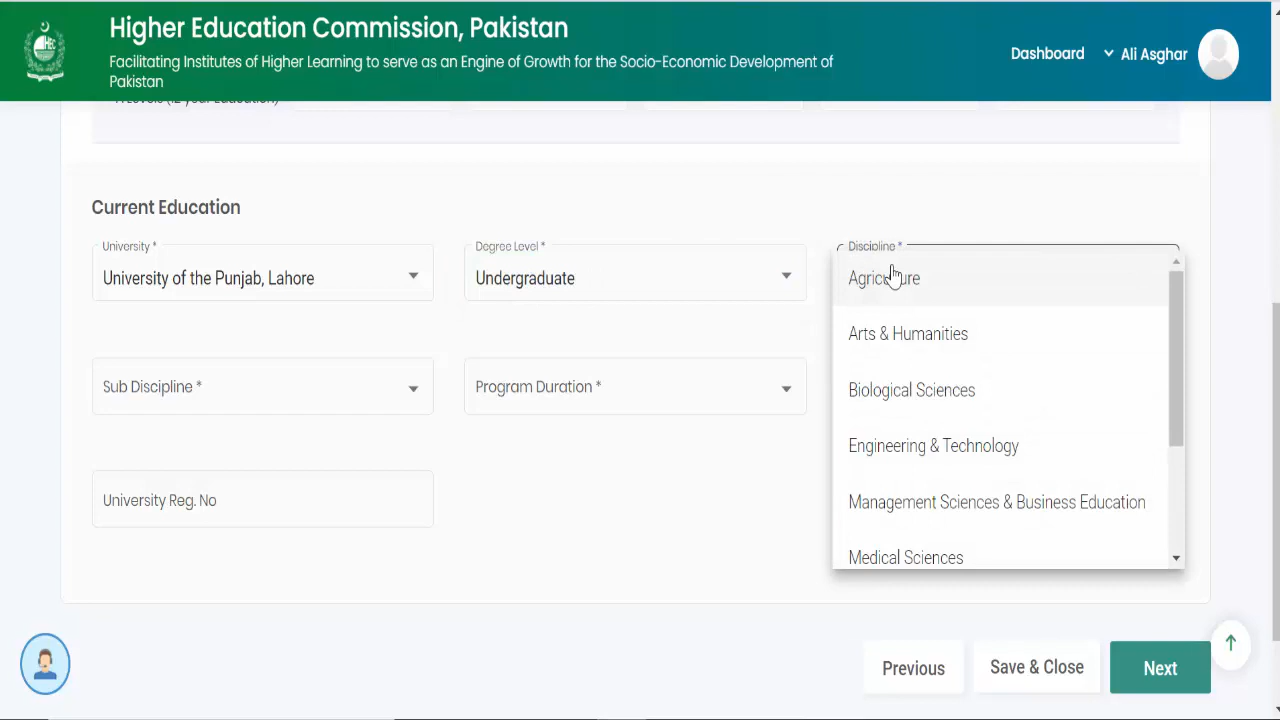 Higher Education Commission, Pakistan
Facilitating Institutes of Higher Learning to serve as an Engine of Growth for the Socio-Economic Development of
Pakistan
Dashboard
Ali Asghar
Current Education
University *
University of the Punjab, Lahore
Degree Level *
Undergraduate
Discipline *
Agriculture
Arts & Humanities
Biological Sciences
Engineering & Technology
Management Sciences & Business Education
Medical Sciences
Sub Discipline *
Program Duration *
University Reg. No
Previous
Save & Close
Next